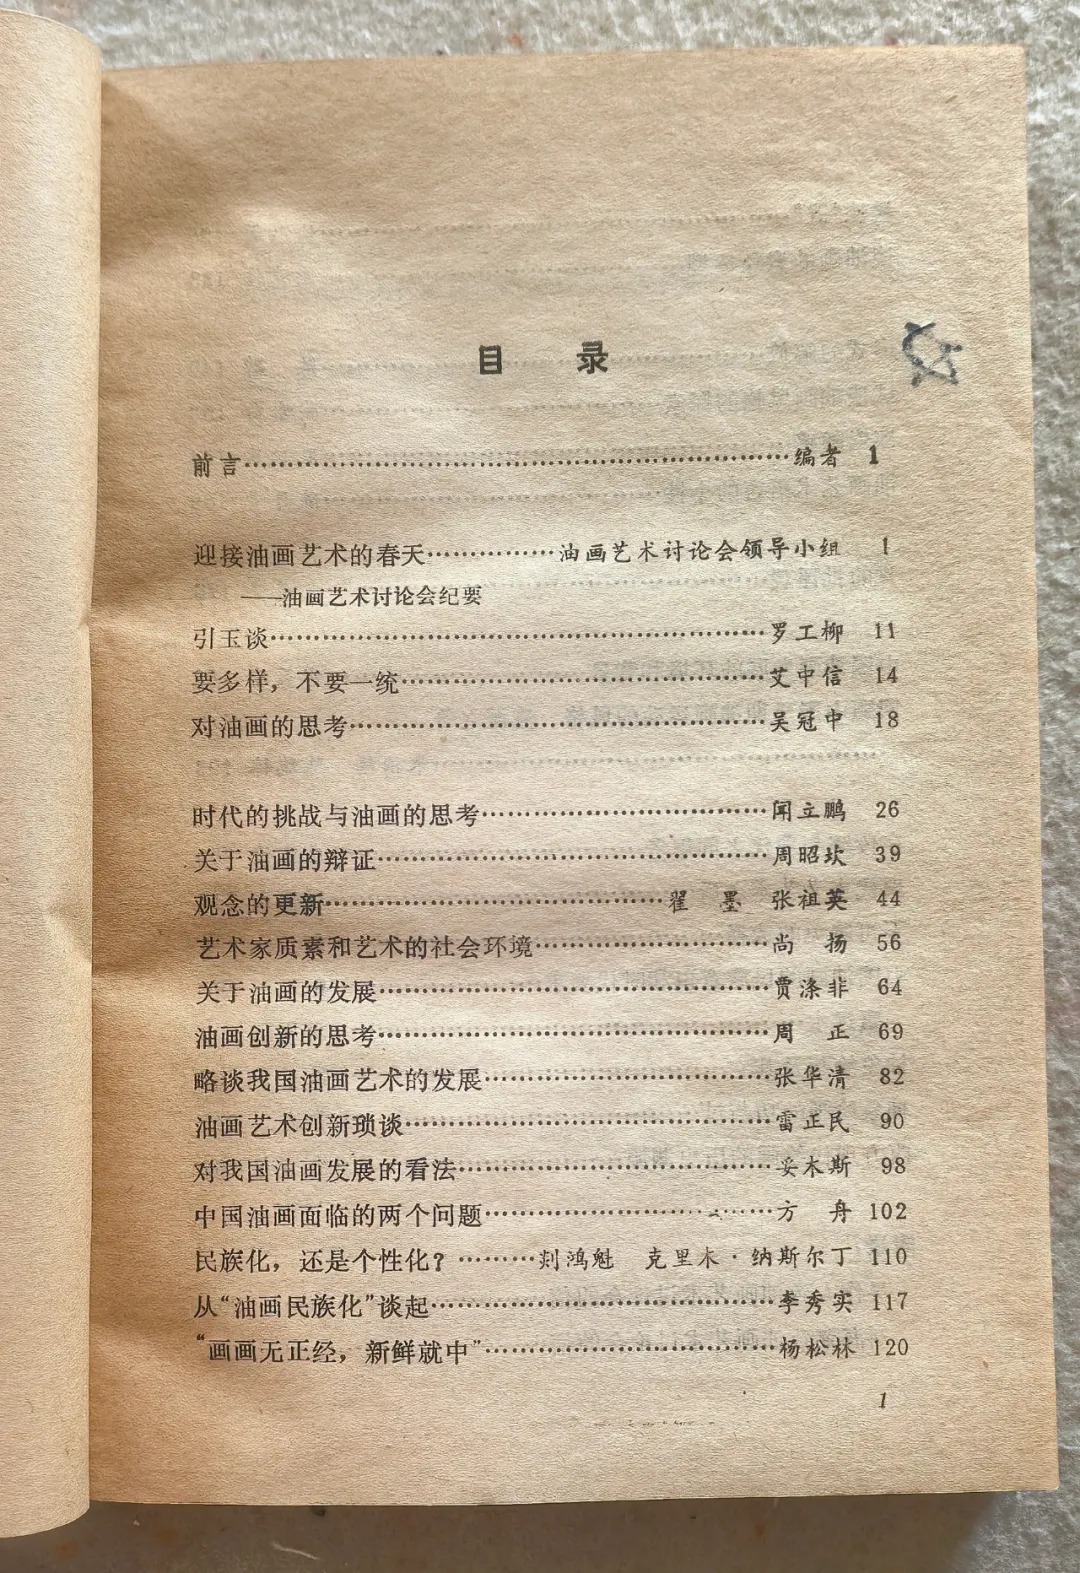 目 录
前言……………………………………………………编者 1
迎接油画艺术的春天……………油画艺术讨论会领导小组 1
——油画艺术讨论会纪要
引玉谈……………………………………………………罗工柳 11
要多样，不要一统………………………………………艾中信 14
对油画的思考……………………………………………吴冠中 18
时代的挑战与油画的思考………………………………闻立鹏 26
关于油画的辩证…………………………………………周昭坎 39
观念的更新…………………………………翟 墨 张祖英 44
艺术家质素和艺术的社会环境…………………………尚 扬 56
关于油画的发展…………………………………………贾涤非 64
油画创新的思考…………………………………………周 正 69
略谈我国油画艺术的发展………………………………张华清 82
油画艺术创新琐谈………………………………………雷正民 90
对我国油画发展的看法…………………………………妥木斯 98
中国油画面临的两个问题………………………………方 舟 102
民族化，还是个性化？………剡鸿魁 克里木·纳斯尔丁 110
从“油画民族化”谈起……………………………………李秀实 117
“画画无正经，新鲜就中”………………………………杨松林 120
1